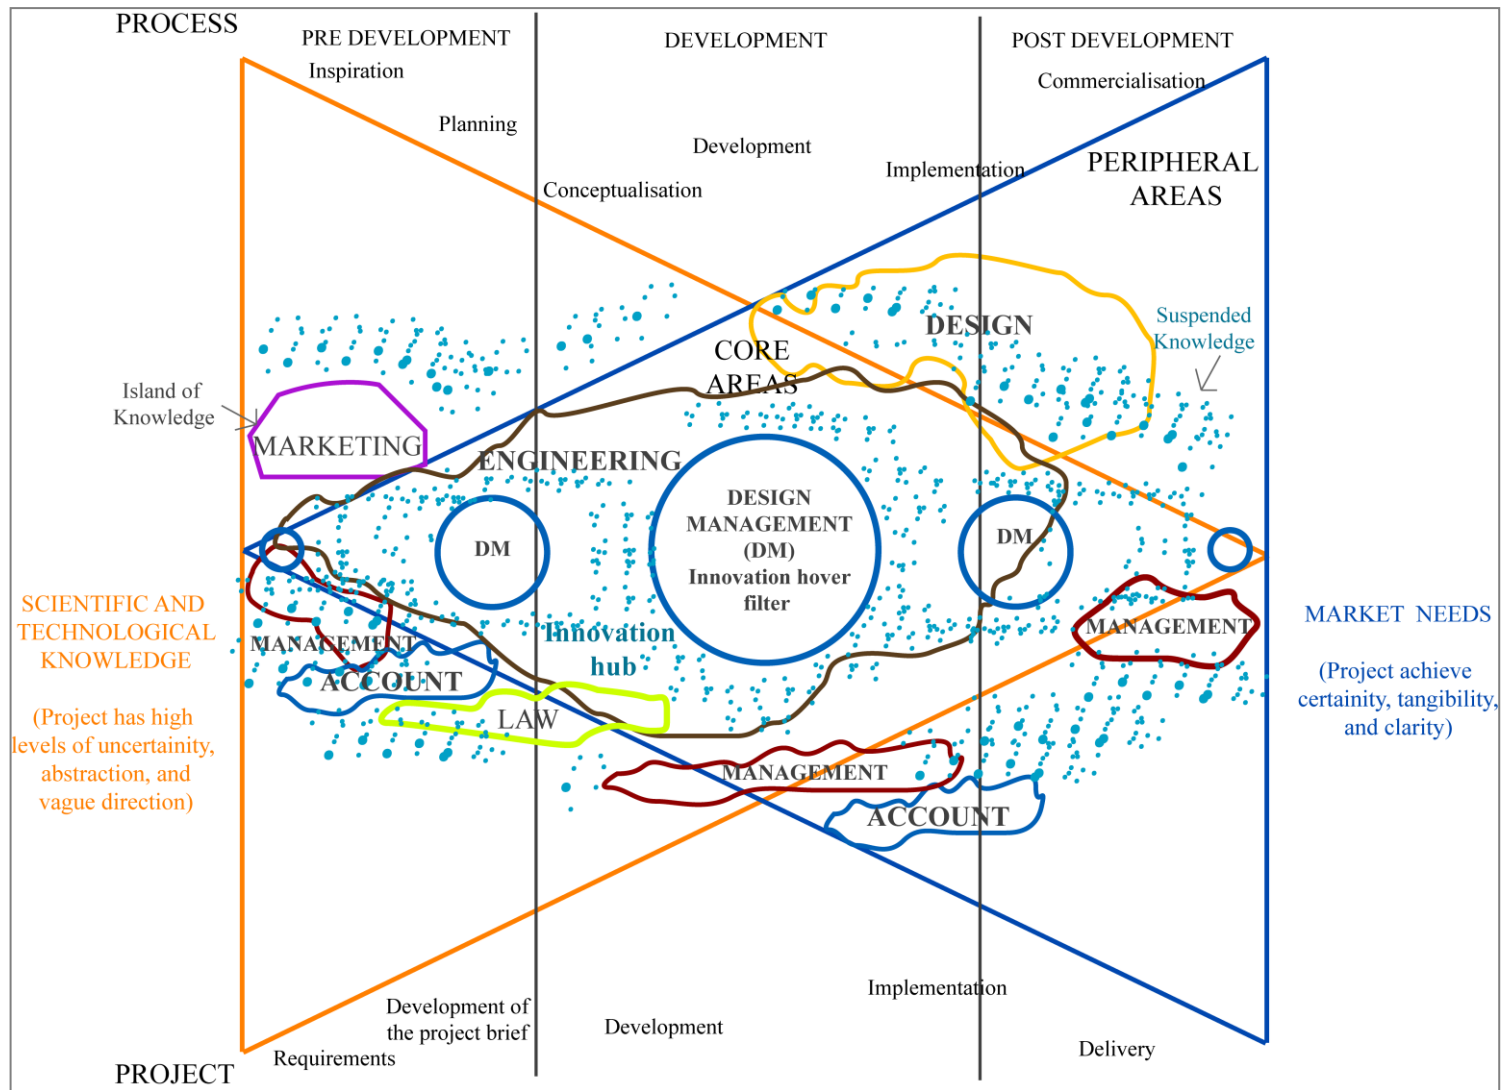 PROCESS
PRE DEVELOPMENT
DEVELOPMENT
POST DEVELOPMENT
Inspiration
Commercialisation
Planning
Development
Implementation
Conceptualisation
PERIPHERAL
AREAS
DESIGN
Suspended
Knowledge
CORE
AREAS
Island of
Knowledge
MARKETING
ENGINEERING
DESIGN
MANAGEMENT
(DM)
Innovation hover
filter
DM
DM
SCIENTIFIC AND
TECHNOLOGICAL
KNOWLEDGE
(Project has high
levels of uncertainity,
abstraction, and
vague direction)
MANAGEMENT
ACCOUNT
LAW
Innovation
hub
MANAGEMENT
MARKET NEEDS
(Project achieve
certainity, tangibility,
and clarity)
MANAGEMENT
ACCOUNT
Implementation
Development of
the project brief
Development
Requirements
Delivery
PROJECT